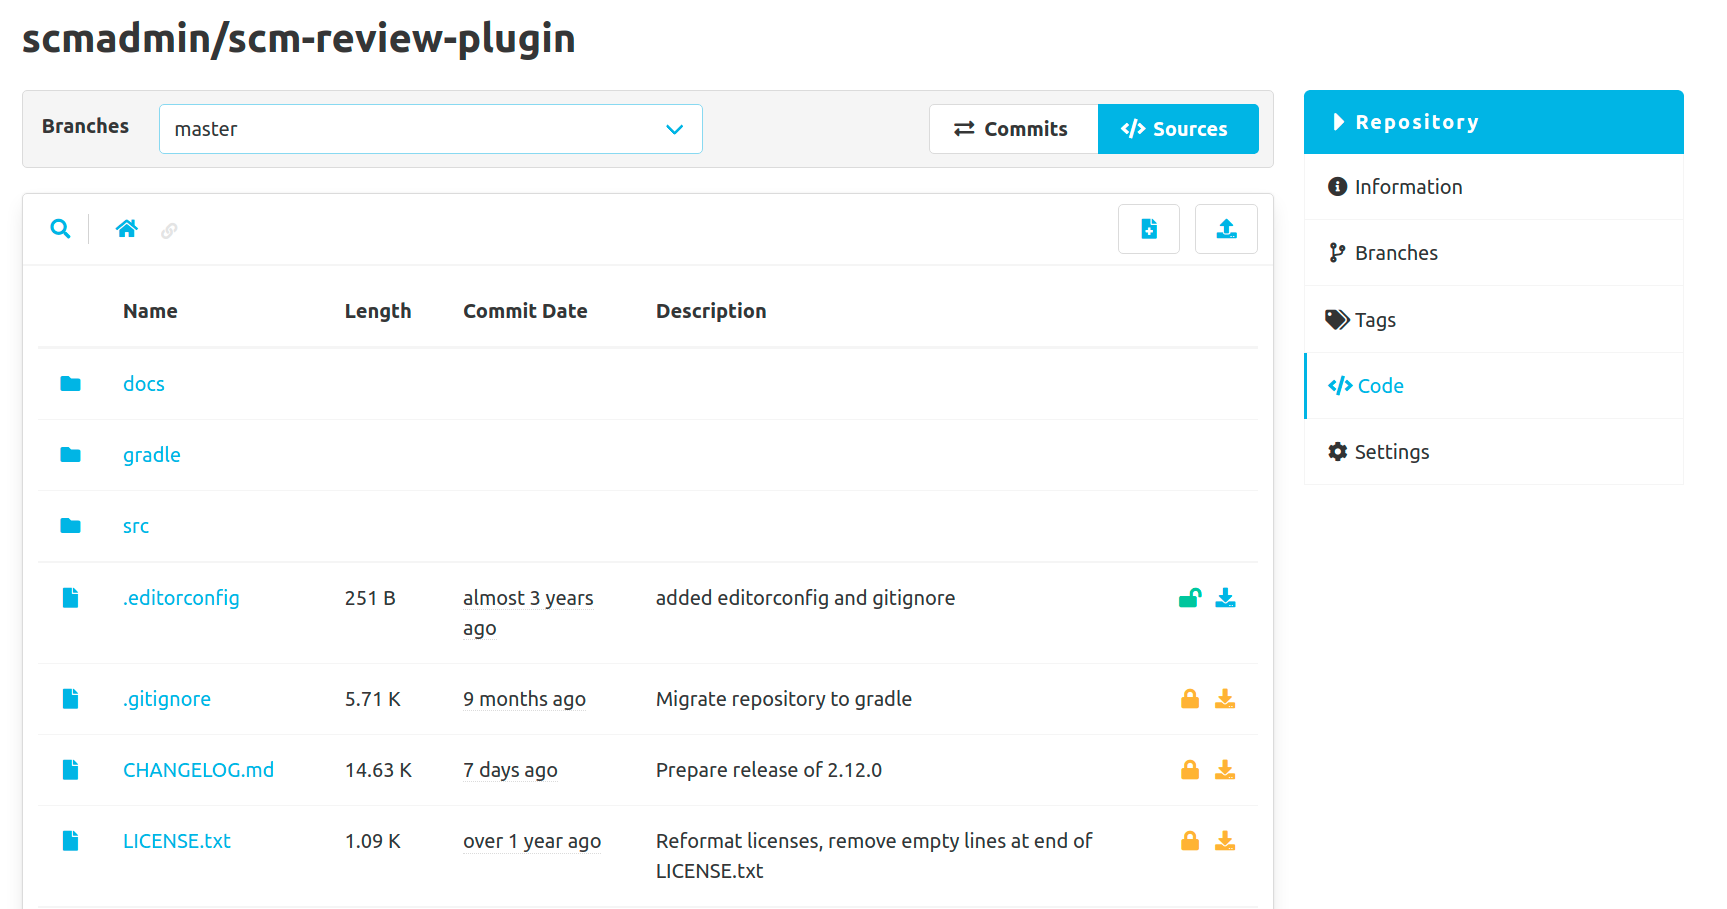 scmadmin/scm-review-plugin
Branches
master
Commits
Sources
Name Length Commit Date Description
docs
gradle
src
.editorconfig 251 B almost 3 years added editorconfig and gitignore
ago
.gitignore 5.71 K 9 months ago Migrate repository to gradle
CHANGELOG.md 14.63 K 7 days ago Prepare release of 2.12.0
LICENSE.txt 1.09 K over 1 year ago Reformat licenses, remove empty lines at end of
LICENSE.txt
Repository
Information
Branches
Tags
Code
Settings